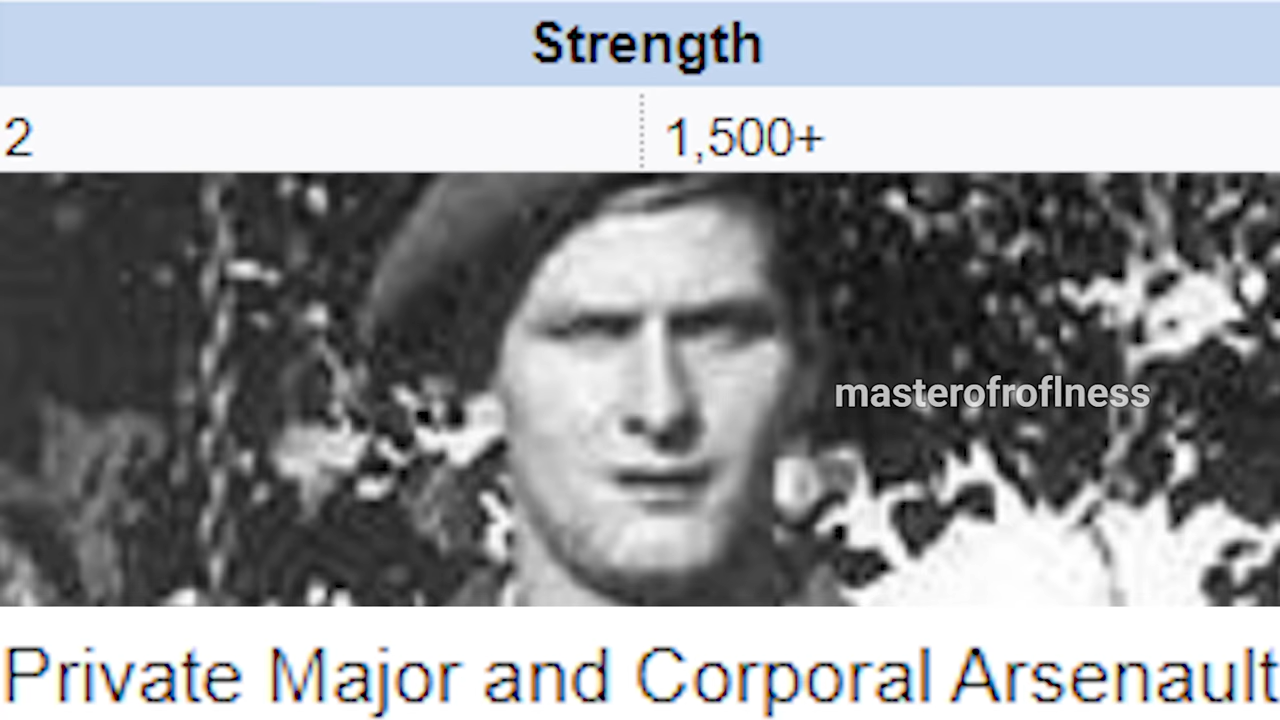 Strength
2 1,500+
masterofroflness
Private Major and Corporal Arsenault